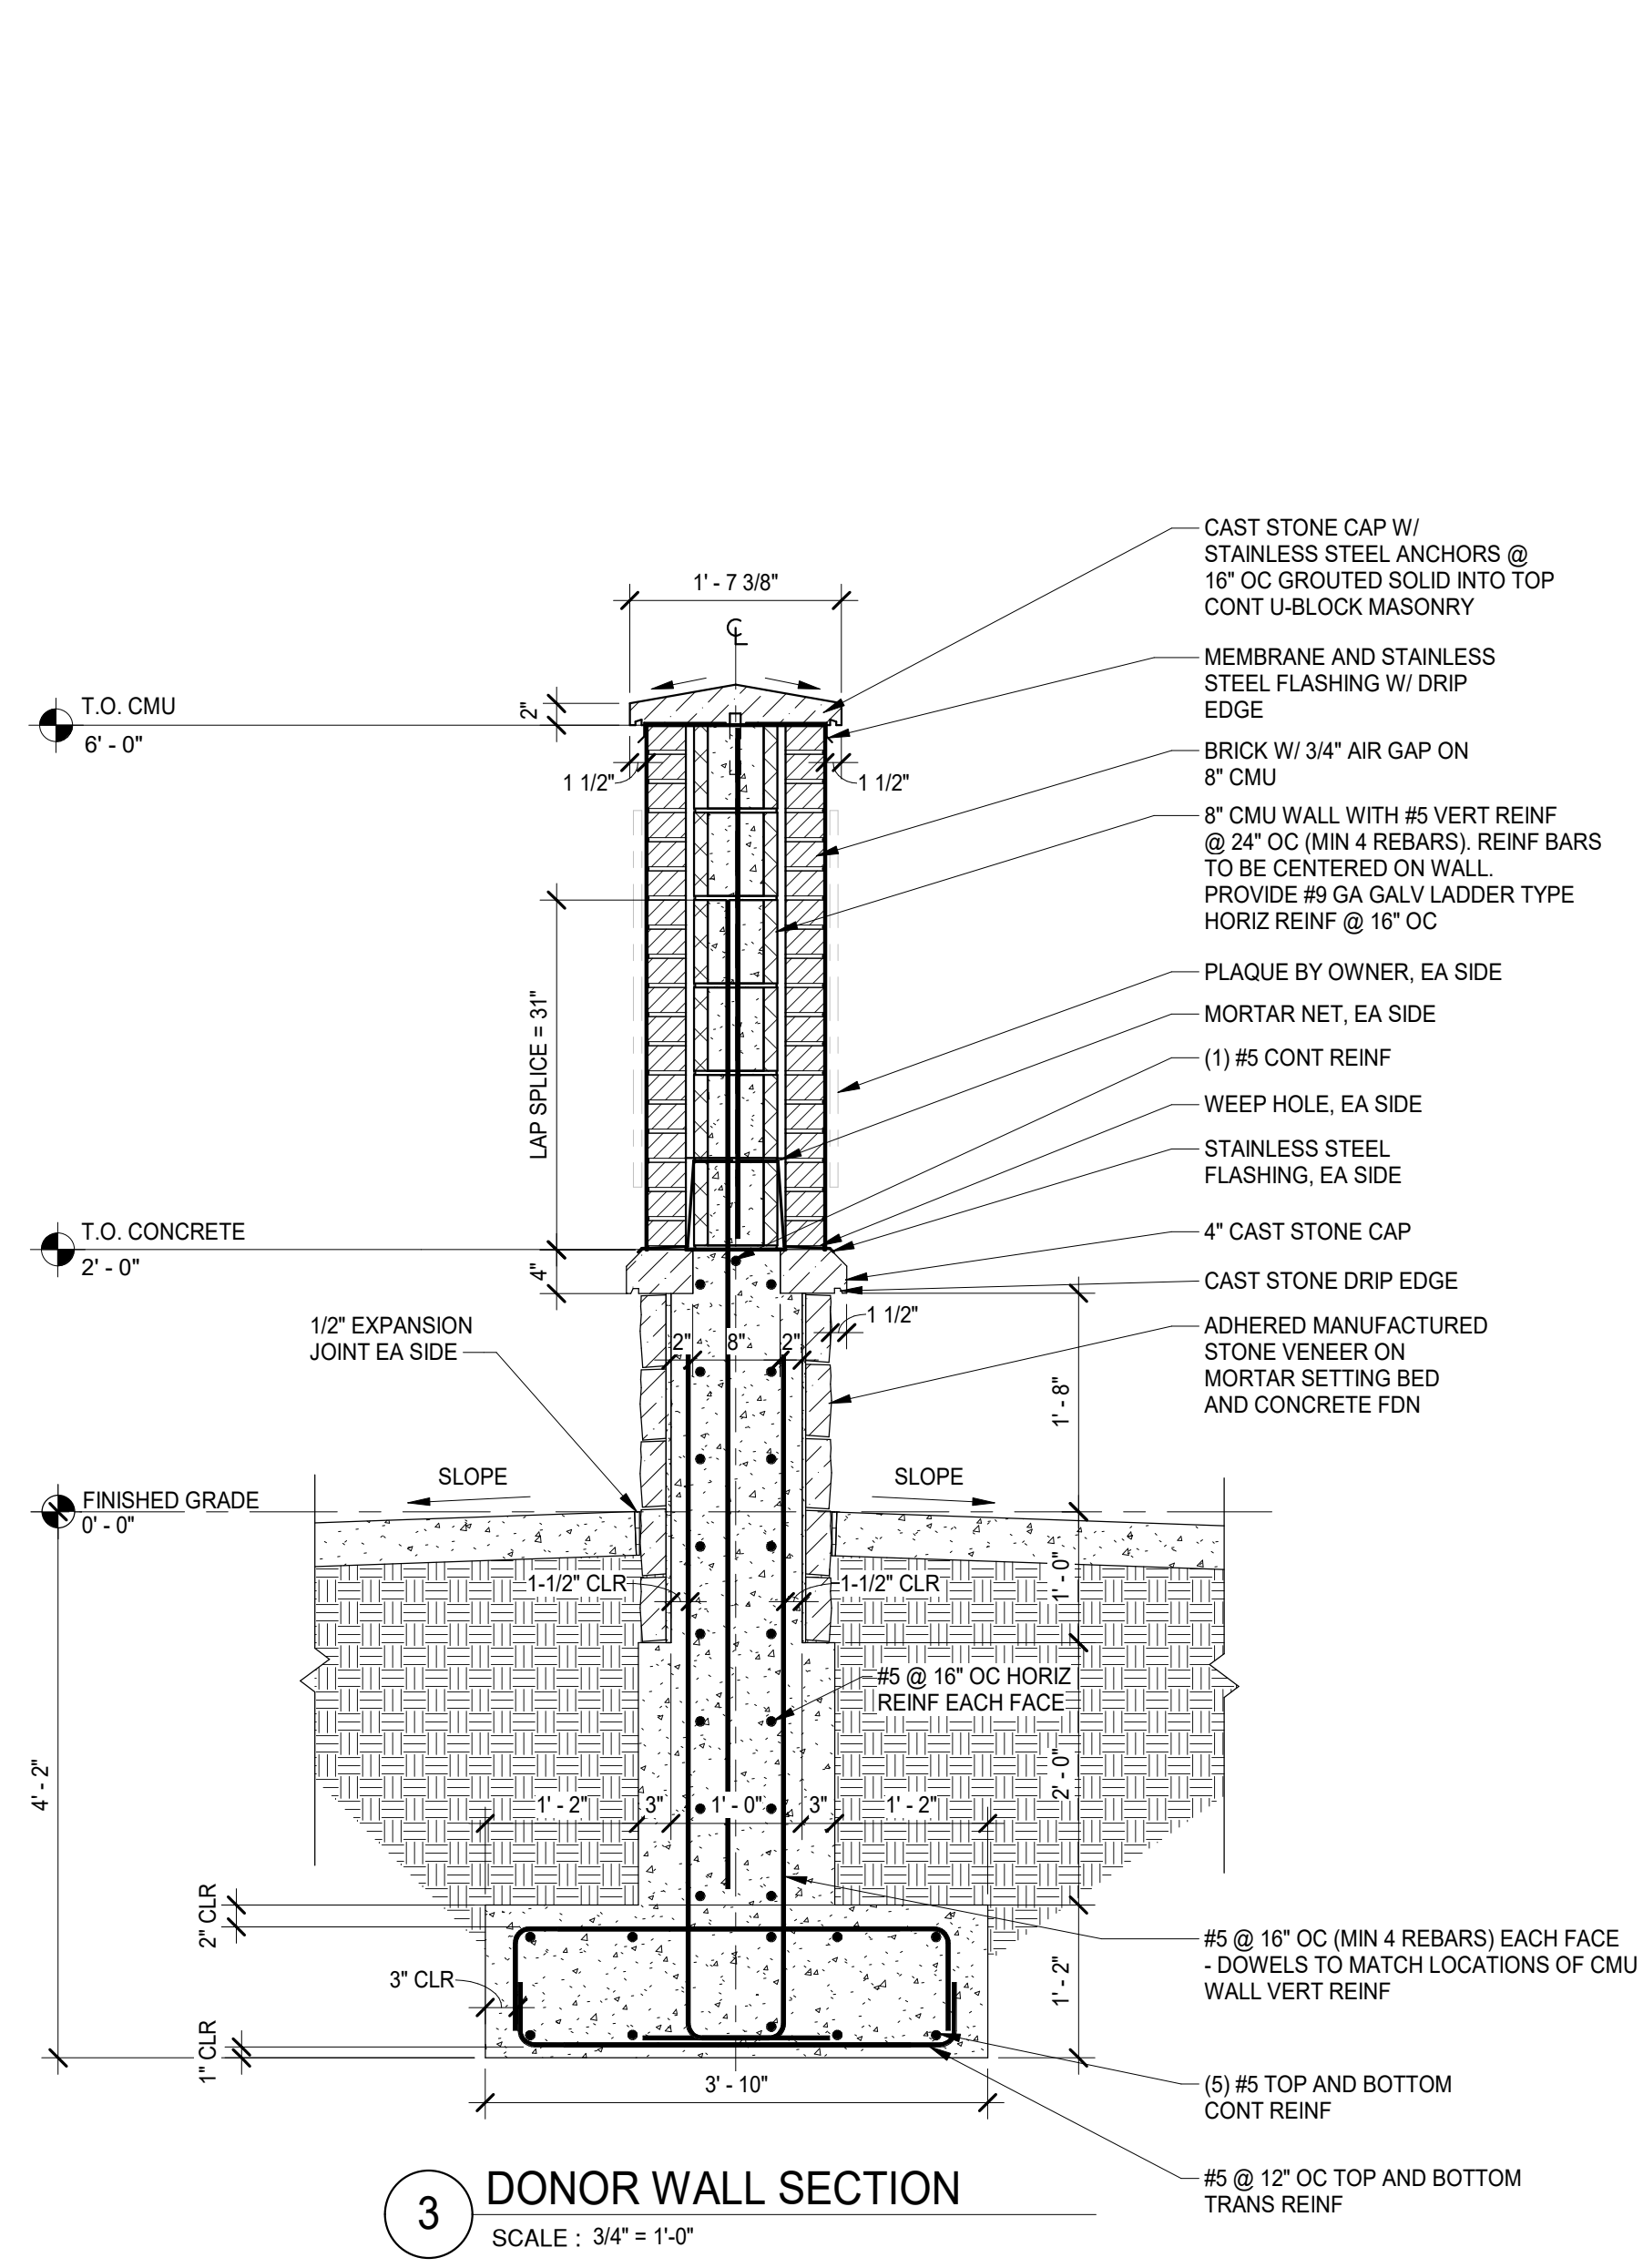 CAST STONE CAP W/
STAINLESS STEEL ANCHORS @
16" OC GROUTED SOLID INTO TOP
CONT U-BLOCK MASONRY
1' - 7 3/8"
CL
MEMBRANE AND STAINLESS
STEEL FLASHING W/ DRIP
EDGE
T.O. CMU
6' - 0"
2"
1 1/2"
1 1/2"
BRICK W/ 3/4" AIR GAP ON
8" CMU
8" CMU WALL WITH #5 VERT REINF
@ 24" OC (MIN 4 REBARS). REINF BARS
TO BE CENTERED ON WALL.
PROVIDE #9 GA GALV LADDER TYPE
HORIZ REINF @ 16" OC
PLAQUE BY OWNER, EA SIDE
MORTAR NET, EA SIDE
(1) #5 CONT REINF
WEEP HOLE, EA SIDE
STAINLESS STEEL
FLASHING, EA SIDE
LAP SPLICE = 31"
T.O. CONCRETE
2' - 0"
4"
4" CAST STONE CAP
CAST STONE DRIP EDGE
1 1/2"
1/2" EXPANSION
JOINT EA SIDE
2"
8"
2"
ADHERED MANUFACTURED
STONE VENEER ON
MORTAR SETTING BED
AND CONCRETE FDN
1' - 8"
SLOPE
SLOPE
FINISHED GRADE
0' - 0"
1-1/2" CLR
1-1/2" CLR
1' - 0"
#5 @ 16" OC HORIZ
REINF EACH FACE
4' - 2"
2' - 0"
1' - 2"
3"
1' - 0"
3"
1' - 2"
2" CLR
3" CLR
1" CLR
1' - 2"
#5 @ 16" OC (MIN 4 REBARS) EACH FACE
- DOWELS TO MATCH LOCATIONS OF CMU
WALL VERT REINF
3' - 10"
(5) #5 TOP AND BOTTOM
CONT REINF
#5 @ 12" OC TOP AND BOTTOM
TRANS REINF
3
DONOR WALL SECTION
SCALE : 3/4" = 1'-0"